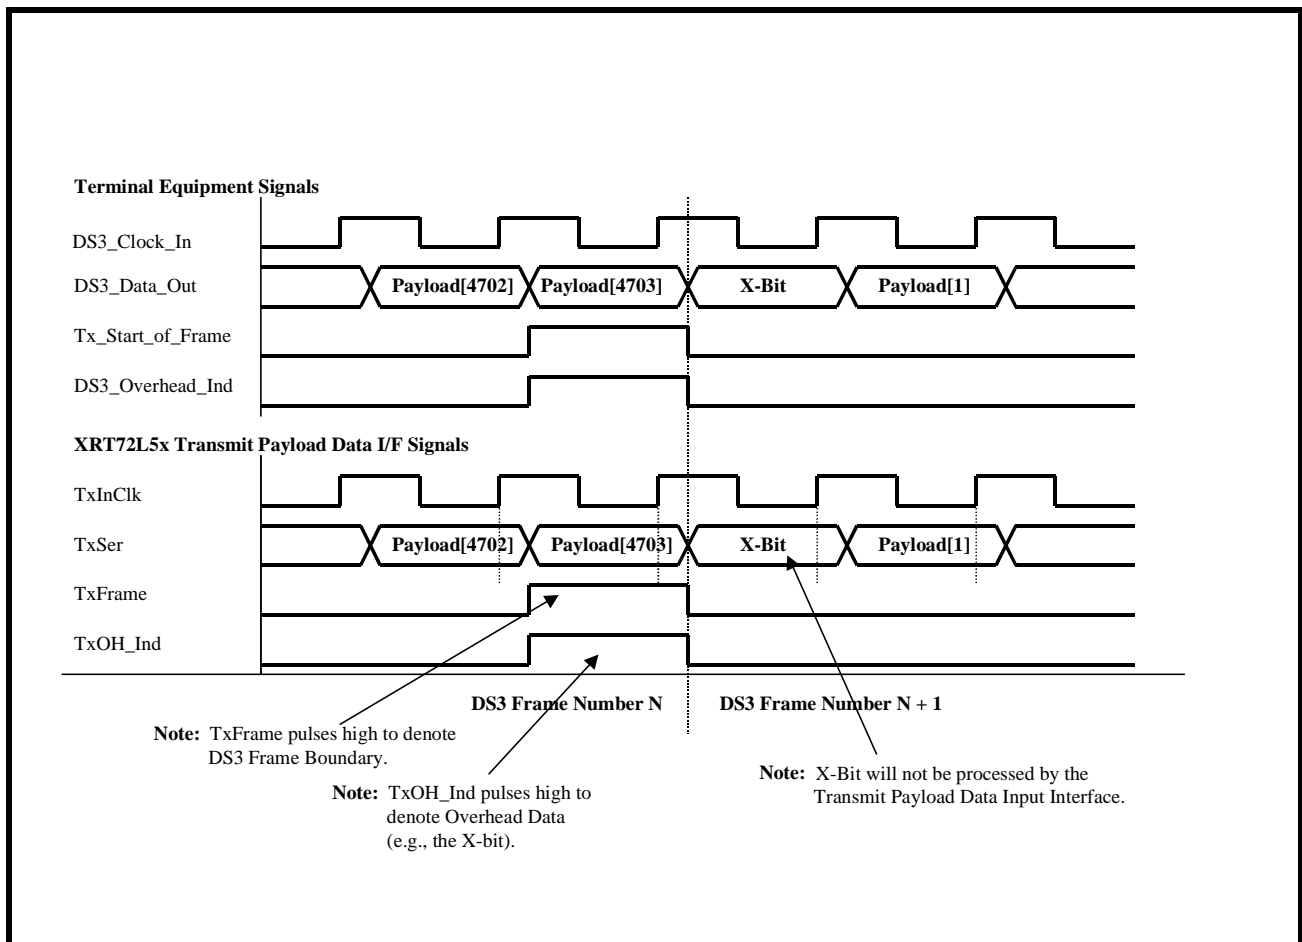 Terminal Equipment Signals
DS3_Clock_In
DS3_Data_Out
Payload[4702]
Payload[4703]
X-Bit
Payload[1]
Tx_Start_of_Frame
DS3_Overhead_Ind
XRT72L5x Transmit Payload Data I/F Signals
TxInClk
TxSer
Payload[4702]
Payload[4703]
X-Bit
Payload[1]
TxFrame
TxOH_Ind
DS3 Frame Number N
DS3 Frame Number N + 1
Note: TxFrame pulses high to denote
DS3 Frame Boundary.
Note: TxOH_Ind pulses high to
denote Overhead Data
(e.g., the X-bit).
Note: X-Bit will not be processed by the
Transmit Payload Data Input Interface.